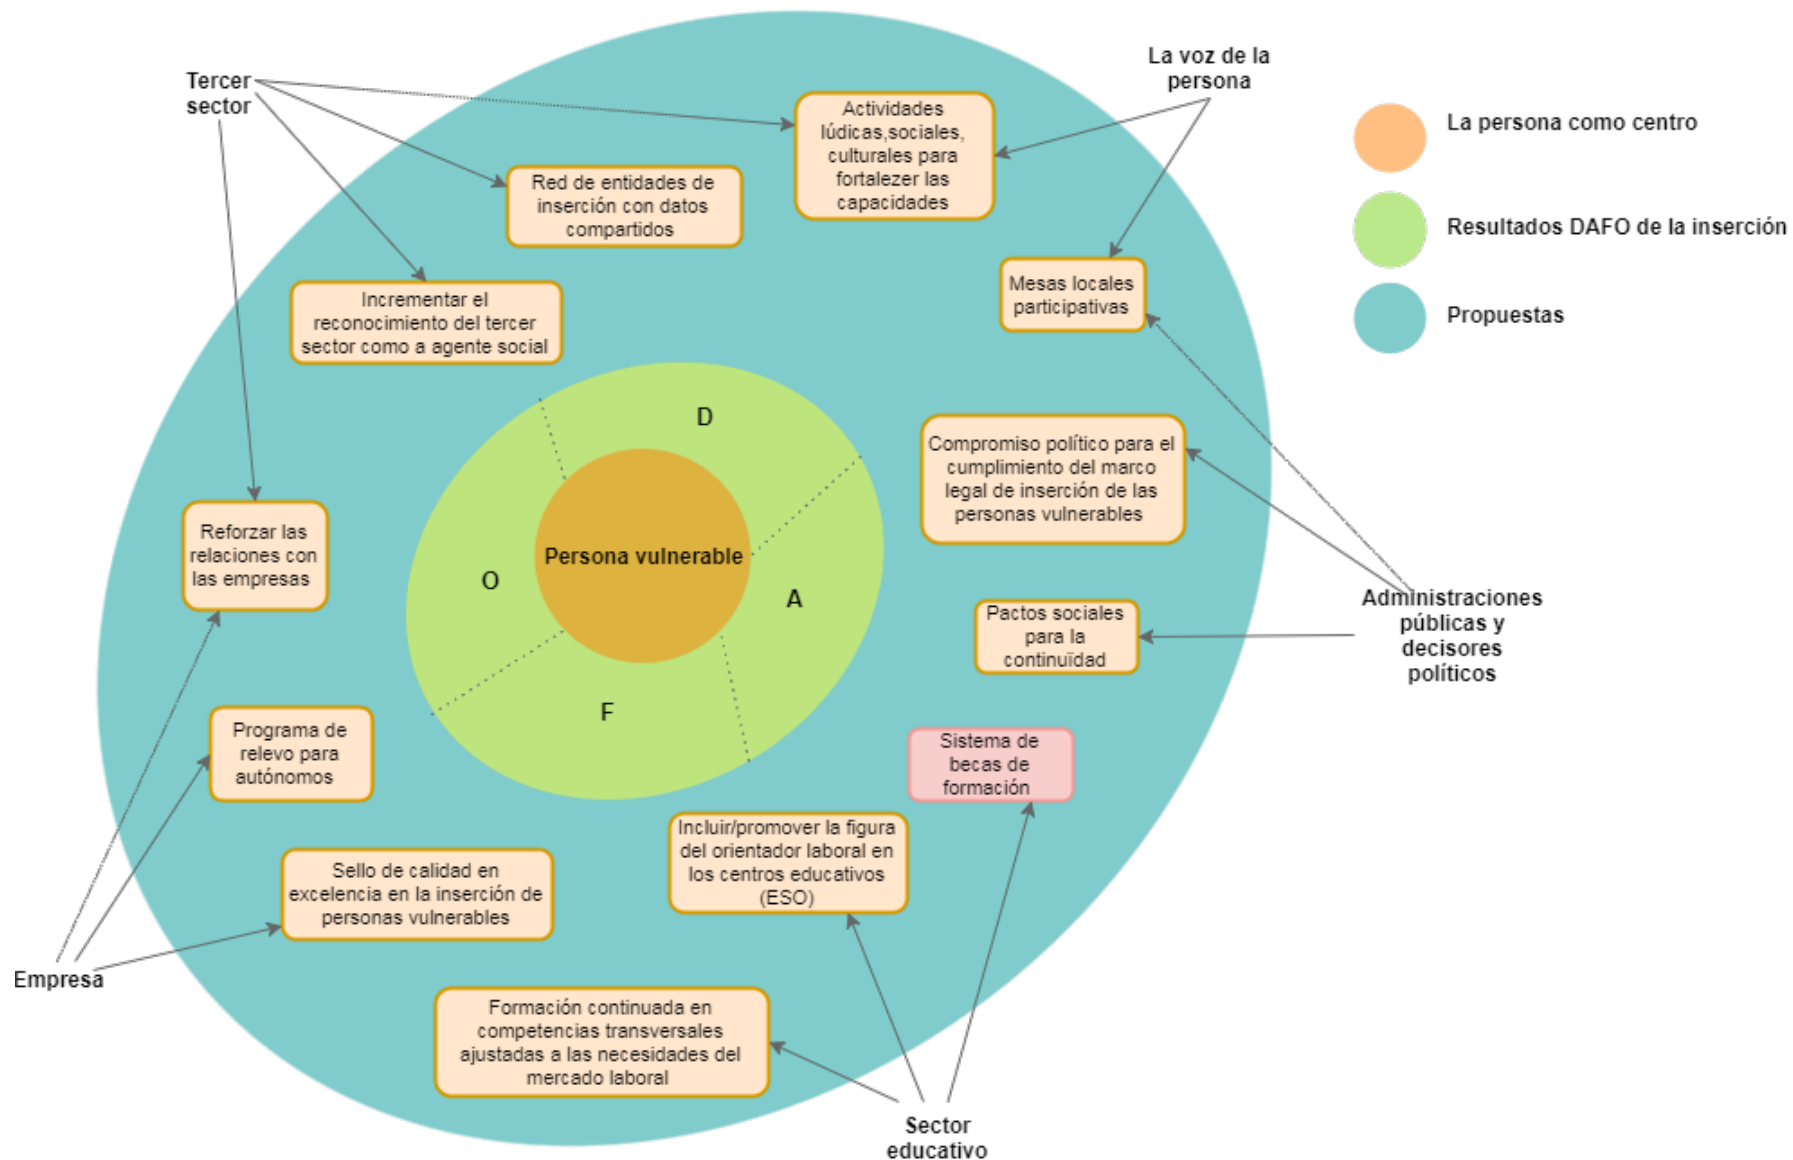 Tercer
sector
La voz de la
persona
Actividades
lúdicas,sociales,
culturales para
fortalezer las
capacidades
Red de entidades de
inserción con datos
compartidos
Incrementar el
reconocimiento del tercer
sector como a agente social
Mesas locales
participativas
La persona como centro
Resultados DAFO de la inserción
Propuestas
D
Compromiso político para el
cumplimiento del marco
legal de inserción de las
personas vulnerables
Reforzar las
relaciones con
las empresas
Persona vulnerable
O
A
F
Pactos sociales
para la
continuïdad
Administraciones
públicas y
decisores
políticos
Programa de
relevo para
autónomos
Sistema de
becas de
formación
Incluir/promover la figura
del orientador laboral en
los centros educativos
(ESO)
Sello de calidad en
excelencia en la inserción de
personas vulnerables
Empresa
Formación continuada en
competencias transversales
ajustadas a las necesidades del
mercado laboral
Sector
educativo